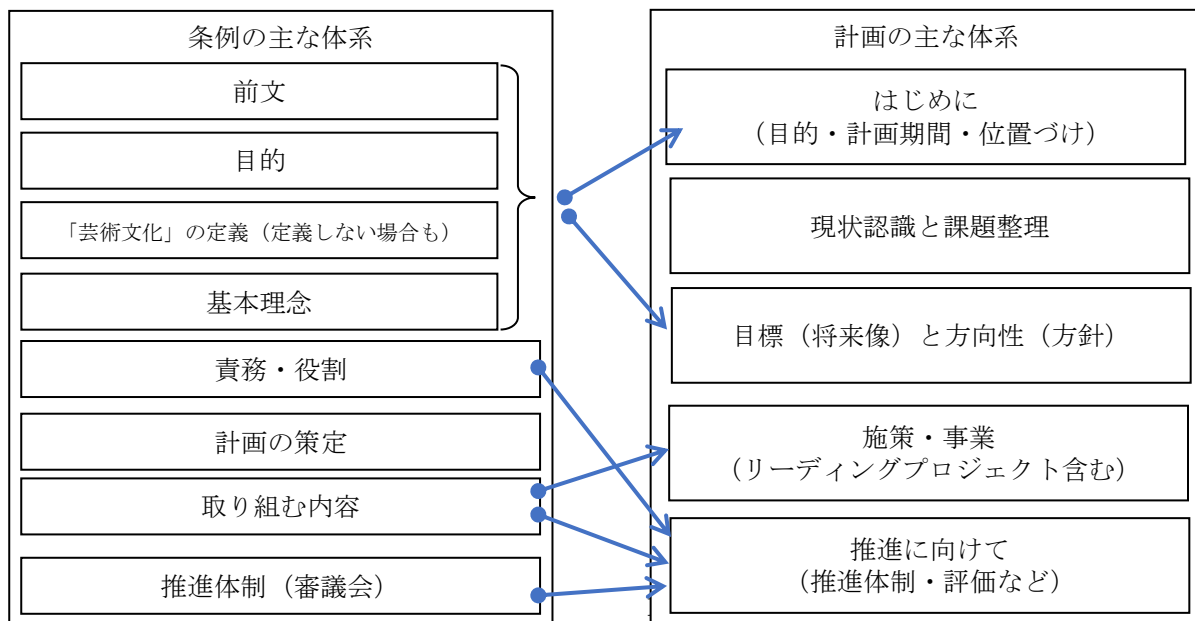 条例の主な体系
前文
目的
「芸術文化」の定義（定義しない場合も）
基本理念
責務・役割
計画の策定
取り組む内容
推進体制（審議会）
計画の主な体系
はじめに
（目的・計画期間・位置づけ）
現状認識と課題整理
目標（将来像）と方向性（方針）
施策・事業
（リーディングプロジェクト含む）
推進に向けて
（推進体制・評価など）